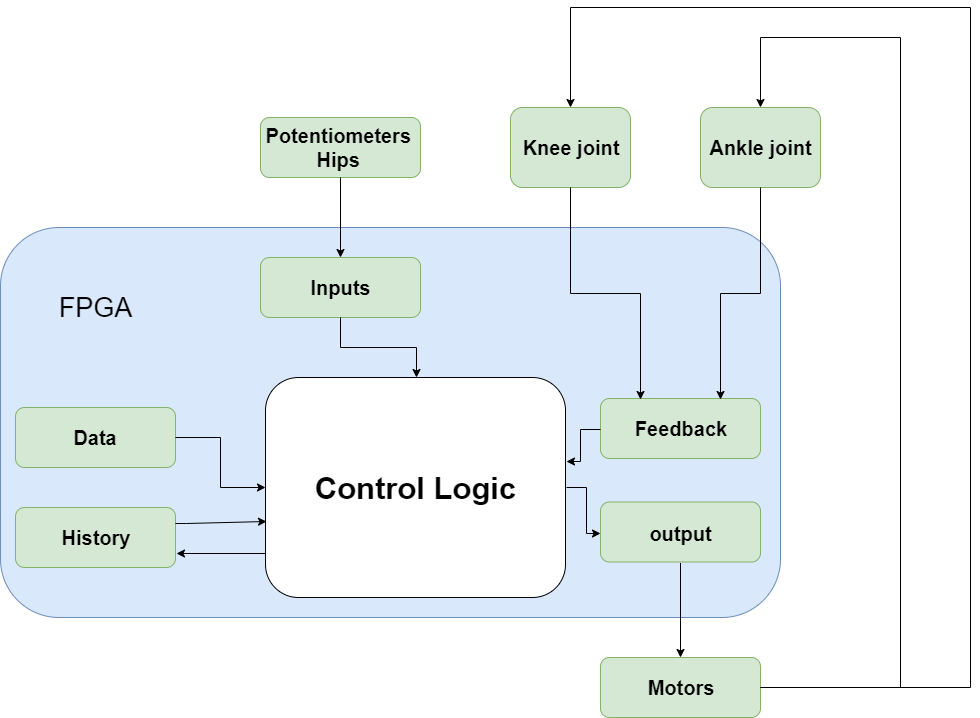 Potentiometers
Hips
Knee joint
Ankle joint
Inputs
FPGA
Data
Feedback
Control Logic
History
output
Motors